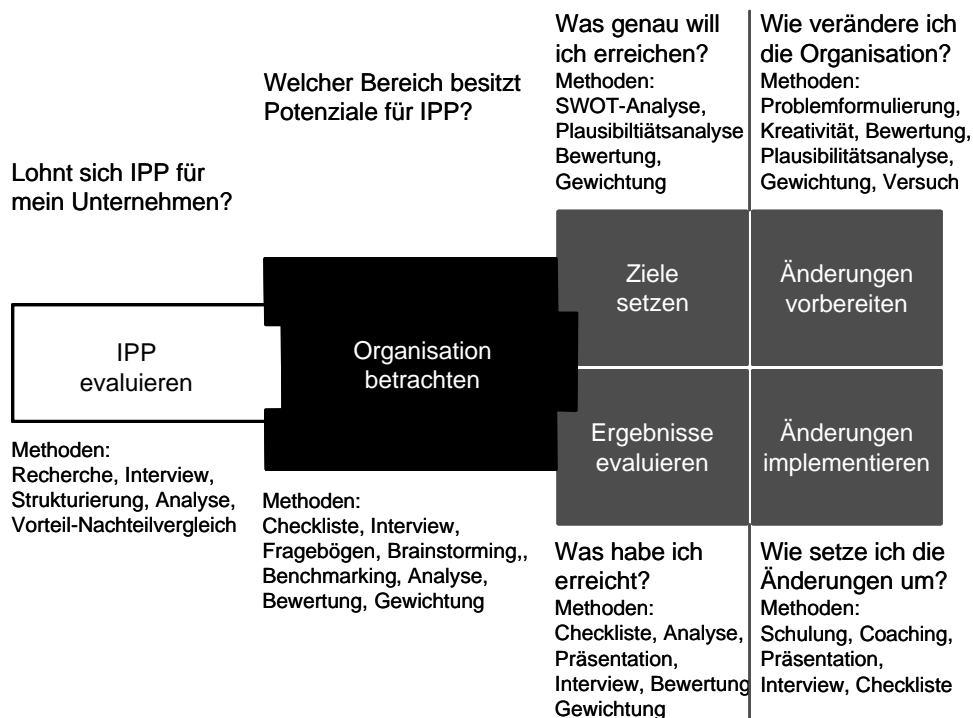 Lohnt sich IPP für
mein Unternehmen?
IPP
evaluieren
Methoden:
Recherche, Interview,
Strukturierung, Analyse,
Vorteil-Nachteilvergleich
Welcher Bereich besitzt
Potenziale für IPP?
Organisation
betrachten
Methoden:
Checkliste, Interview,
Fragebögen, Brainstorming,,
Benchmarking, Analyse,
Bewertung, Gewichtung
Was genau will
ich erreichen?
Methoden:
SWOT-Analyse,
Plausibiltiätsanalyse
Bewertung,
Gewichtung
Ziele
setzen
Wie verändere ich
die Organisation?
Methoden:
Problemformulierung,
Kreativität, Bewertung,
Plausibilitätsanalyse,
Gewichtung, Versuch
Änderungen
vorbereiten
Ergebnisse
evaluieren
Was habe ich
erreicht?
Methoden:
Checkliste, Analyse,
Präsentation,
Interview, Bewertung
Gewichtung
Änderungen
implementieren
Wie setze ich die
Änderungen um?
Methoden:
Schulung, Coaching,
Präsentation,
Interview, Checkliste